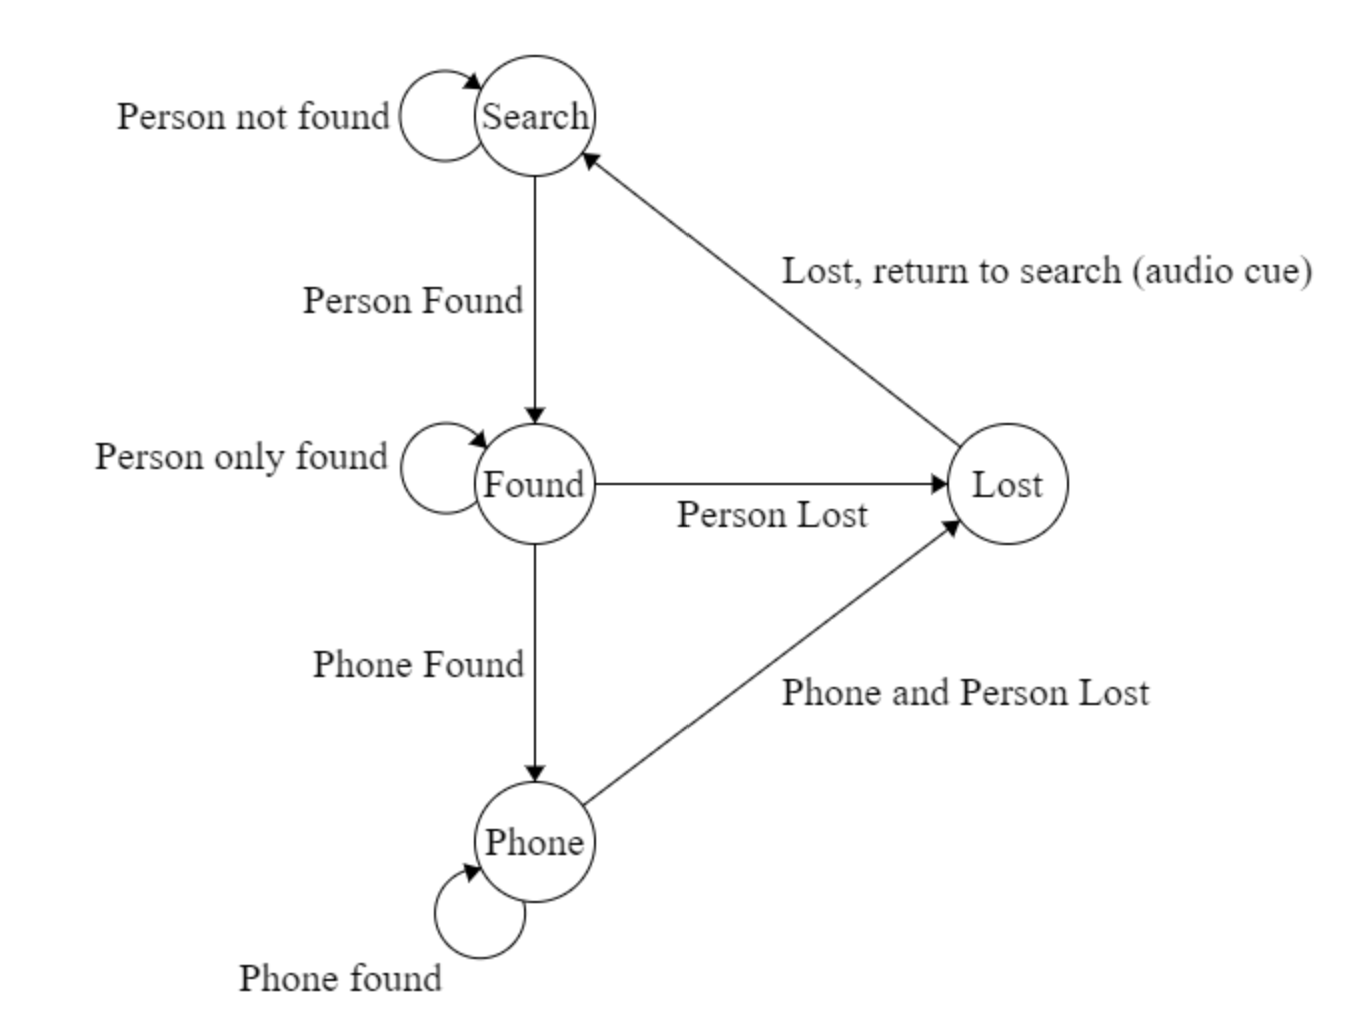 Person not found
Search
Lost, return to search (audio cue)
Person Found
Person only found
Found
Person Lost
Lost
Phone Found
Phone and Person Lost
Phone
Phone found